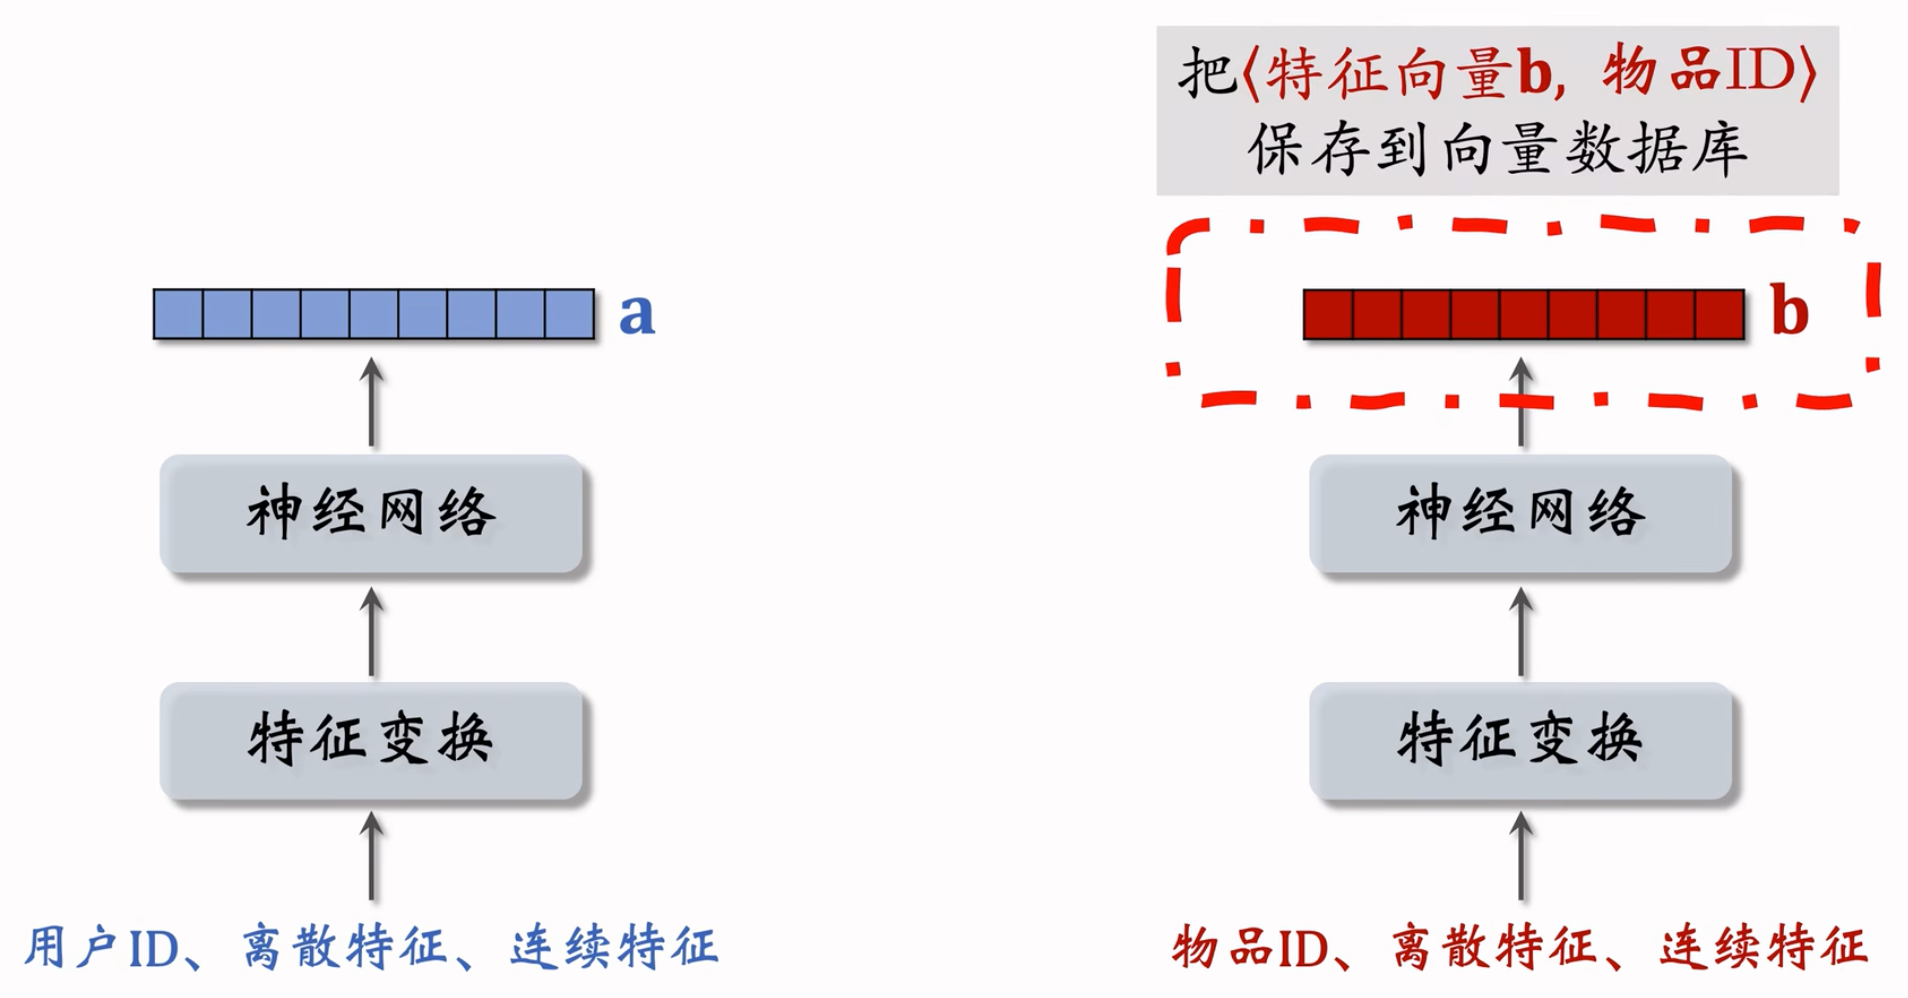 把⟨特征向量b, 物品ID⟩
保存到向量数据库
a
b
神经网络
神经网络
特征变换
特征变换
用户ID、离散特征、连续特征
物品ID、离散特征、连续特征